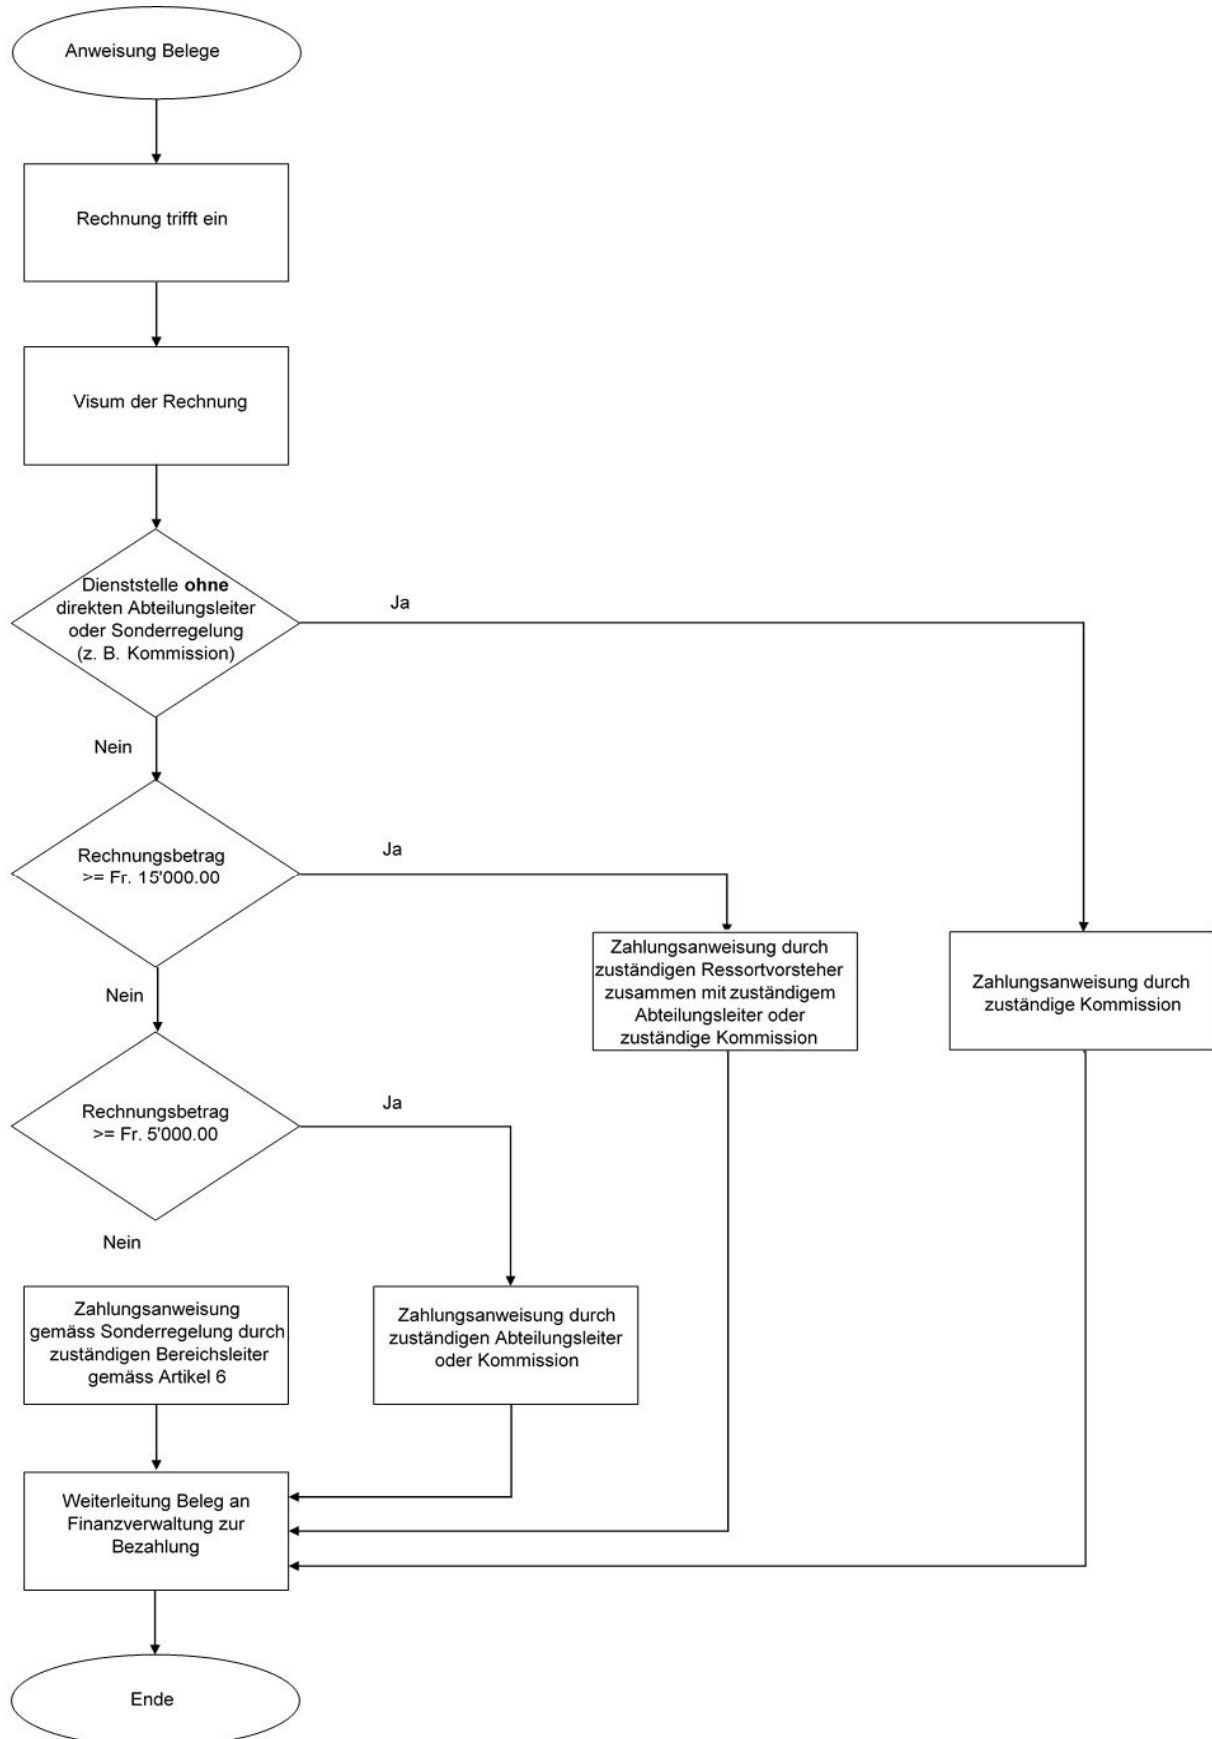 Anweisung Belege
Rechnung trifft ein
Visum der Rechnung
Dienststelle ohne
direkten Abteilungsleiter
oder Sonderregelung
(z. B. Kommission)
Ja
Nein
Rechnungsbetrag
>= Fr. 15'000.00
Ja
Zahlungsanweisung durch
zuständigen Ressortvorsteher
zusammen mit zuständigem
Abteilungsleiter oder
zuständige Kommission
Zahlungsanweisung durch
zuständige Kommission
Nein
Rechnungsbetrag
>= Fr. 5'000.00
Ja
Nein
Zahlungsanweisung
gemäss Sonderregelung durch
zuständigen Bereichsleiter
gemäss Artikel 6
Zahlungsanweisung durch
zuständigen Abteilungsleiter
oder Kommission
Weiterleitung Beleg an
Finanzverwaltung zur
Bezahlung
Ende